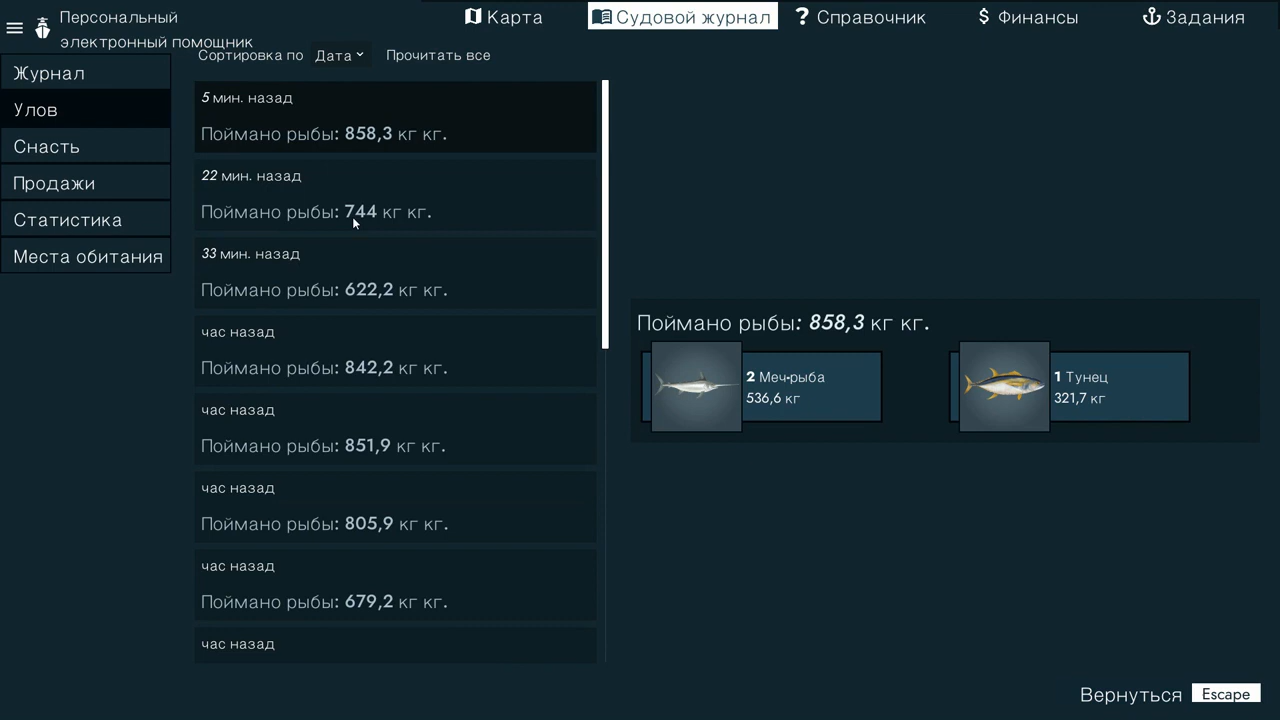 Персональный
электронный помощник
Карта
Судовой журнал
? Справочник
$ Финансы
Задания
Журнал
Улов
Снасть
Продажи
Статистика
Места обитания
Сортировка по Дата Прочитать все
5 мин. назад
Поймано рыбы: 858,3 кг кг.
22 мин. назад
Поймано рыбы: 744 кг кг.
33 мин. назад
Поймано рыбы: 622,2 кг кг.
час назад
Поймано рыбы: 842,2 кг кг.
час назад
Поймано рыбы: 851,9 кг кг.
час назад
Поймано рыбы: 805,9 кг кг.
час назад
Поймано рыбы: 679,2 кг кг.
час назад
Поймано рыбы: 858,3 кг кг.
2 Меч-рыба
536,6 кг
1 Тунец
321,7 кг
Вернуться Escape